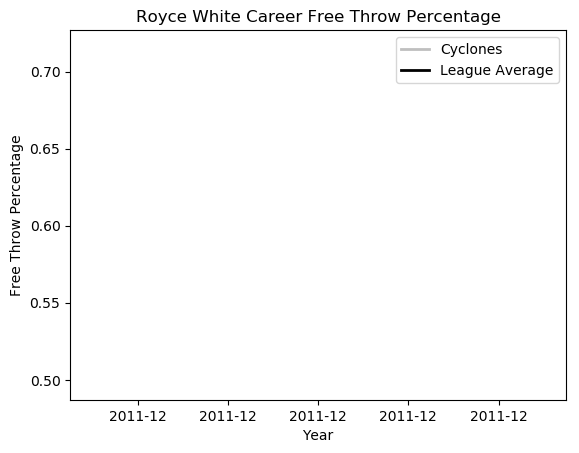 Royce White Career Free Throw Percentage
Cyclones
League Average
Free Throw Percentage
0.70
0.65
0.60
0.55
0.50
2011-12 2011-12 2011-12 2011-12 2011-12
Year